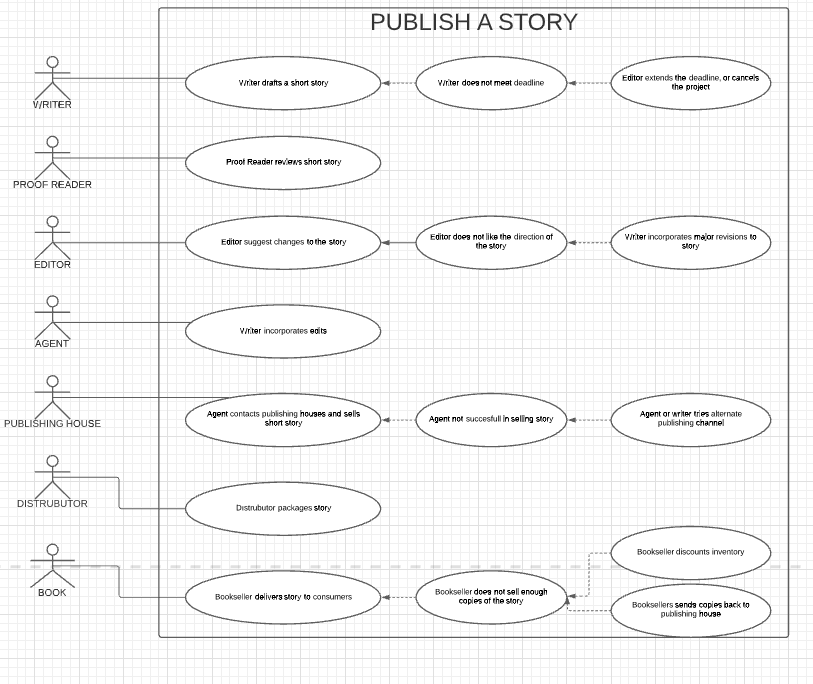 PUBLISH A STORY
WRITER
Writer drafts a short story
Writer does not meet deadline
Editor extends the deadline, or cancels
the project
PROOF READER
Proof Reader reviews short story
EDITOR
Editor suggest changes to the story
Editor does not like the direction of
the story
Writer incorporates major revisions to
story
AGENT
Writer incorporates edits
PUBLISHING HOUSE
Agent contacts publishing houses and sells
short story
Agent not succesfull in selling story
Agent or writer tries alternate
publishing channel
DISTRUBUTOR
Distrubutor packages story
BOOK
Bookseller delivers story to consumers
Bookseller does not sell enough
copies of the story
Bookseller discounts inventory
Booksellers sends copies back to
publishing house